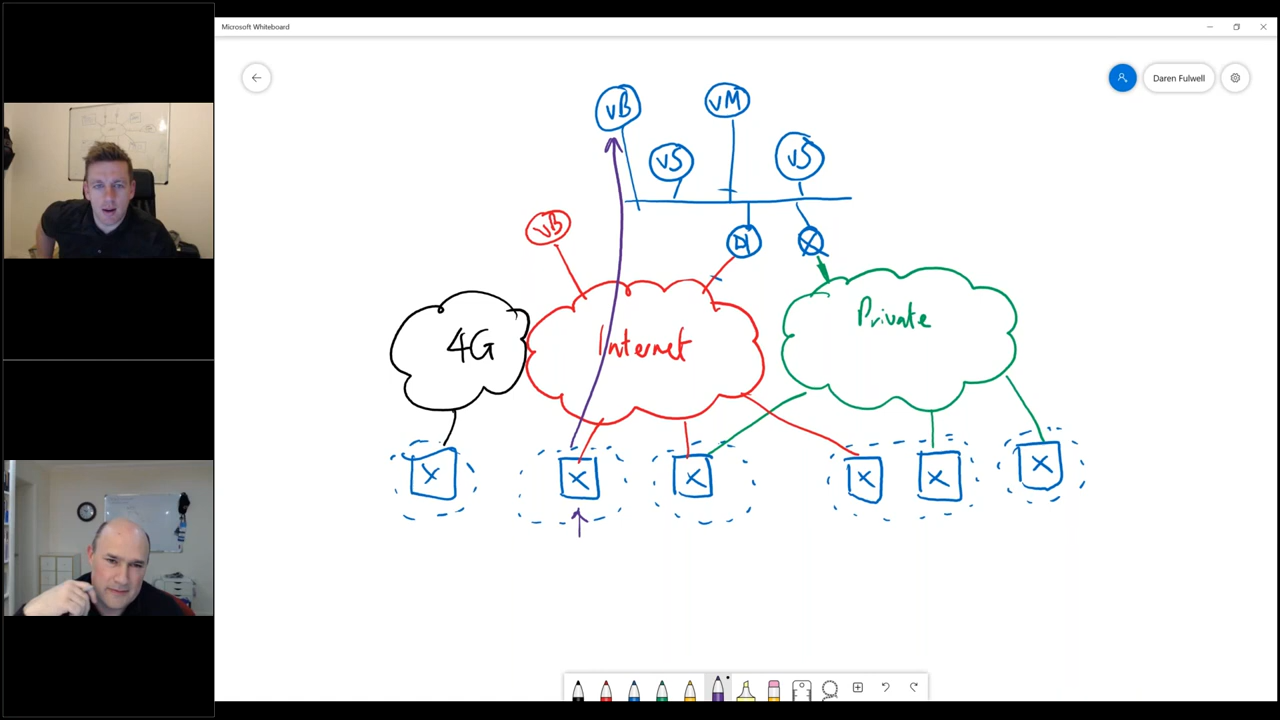 Microsoft Whiteboard
Daren Fulwell
vB
vM
vS
vS
vB
X
Private
4G
Internet
X
X
X
X
X
X